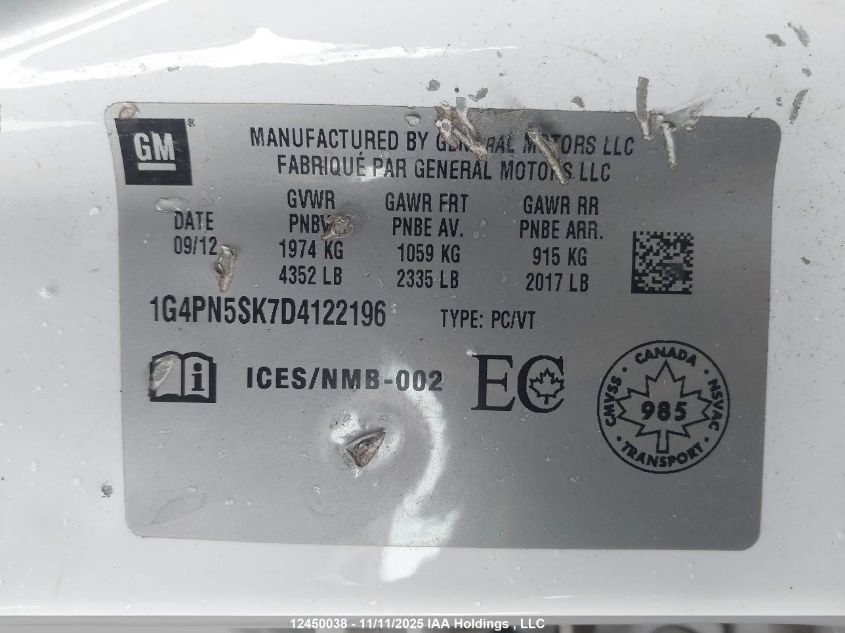 GM
MANUFACTURED BY GENERAL MOTORS LLC
FABRIQUÉ PAR GENERAL MOTORS LLC
DATE
09/12
GVWR
PNBV
1974 KG
4352 LB
GAWR FRT
PNBE AV.
1059 KG
2335 LB
GAWR RR
PNBE ARR.
915 KG
2017 LB
1G4PN5SK7D4122196 TYPE: PC/VT
i ICES/NMB-002 EC
CANADA
CMVSS 985 NSVAC
TRANSPORT
12450038 - 11/11/2025 IAA Holdings, LLC